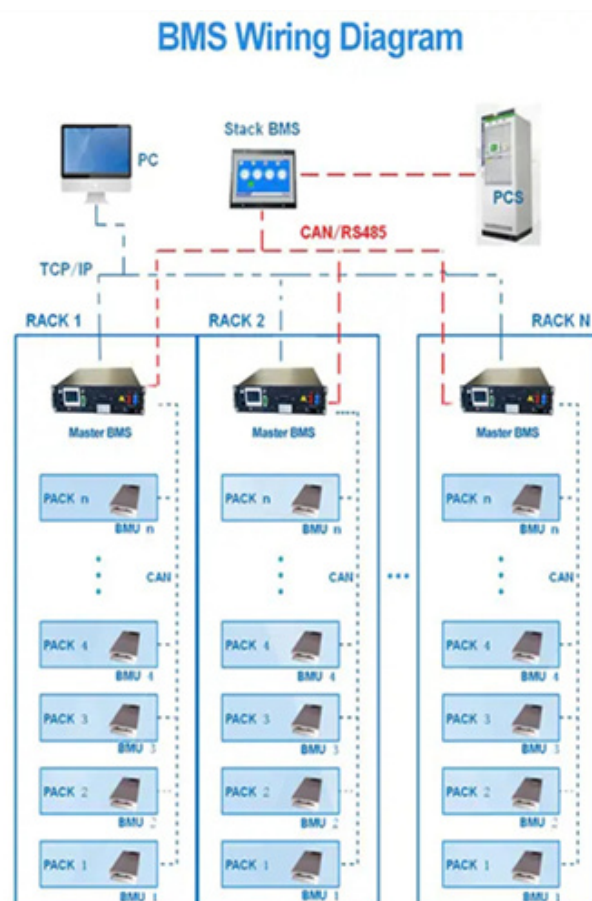 BMS Wiring Diagram
PC
Stack BMS
PCS
CAN/RS485
TCP/IP
RACK 1
RACK 2
RACK N
Master BMS
Master BMS
Master BMS
PACK n
BMU n
PACK n
BMU n
PACK n
BMU n
CAN
CAN
CAN
PACK 4
BMU 4
PACK 4
BMU 4
PACK 4
BMU 4
PACK 3
BMU 3
PACK 3
BMU 3
PACK 3
BMU 3
PACK 2
BMU 2
PACK 2
BMU 2
PACK 2
BMU 2
PACK 1
BMU 1
PACK 1
BMU 1
PACK 1
BMU 1